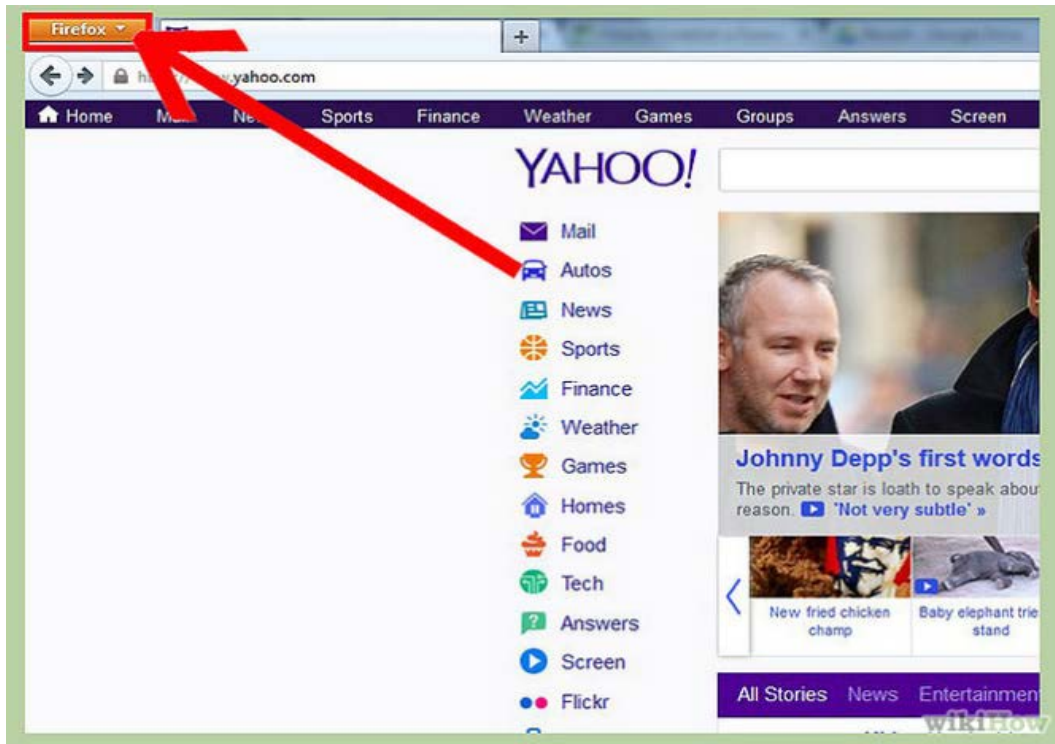 Firefox
+
yahoo.com
Home Sports Finance Weather Games Groups Answers Screen
YAHOO!
Mail
Autos
News
Sports
Finance
Weather
Games
Homes
Food
Tech
Answers
Screen
Flickr
Johnny Depp's first words
The private star is loath to speak about
reason. 'Not very subtle' »
New fried chicken
champ
Baby elephant trie
stand
All Stories News Entertainmen
wikiHow